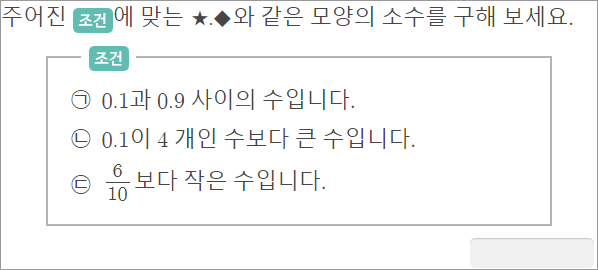 주어진 조건에 맞는 ★.◆와 같은 모양의 소수를 구해 보세요.
조건
㉠ 0.1과 0.9 사이의 수입니다.
㉡ 0.1이 4 개인 수보다 큰 수입니다.
㉢ 6/10 보다 작은 수입니다.